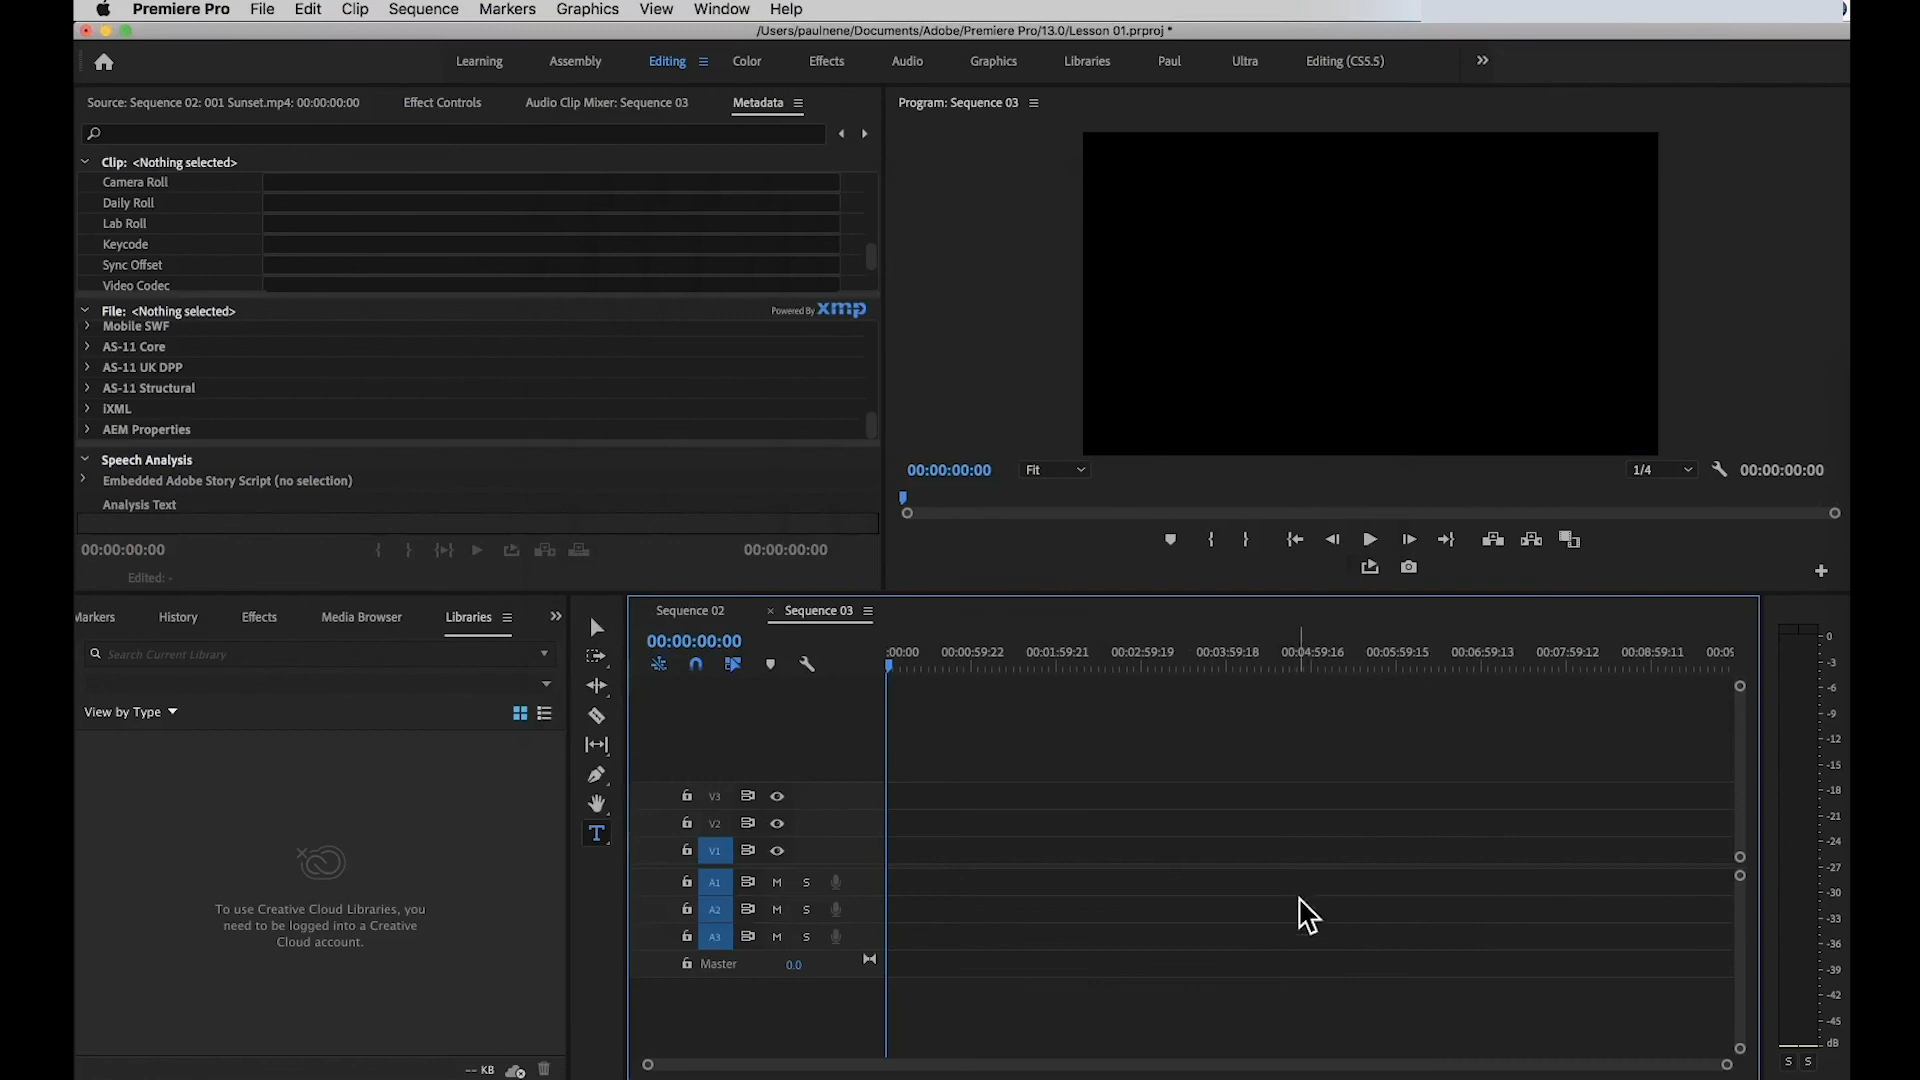 Premiere Pro File Edit Clip Sequence Markers Graphics View Window Help
/Users/paulnene/Documents/Adobe/Premiere Pro/13.0/Lesson 01.prproj *
Learning Assembly Editing Color Effects Audio Graphics Libraries Paul Ultra Editing (CS5.5)
Source: Sequence 02: 001 Sunset.mp4: 00:00:00:00 Effect Controls Audio Clip Mixer: Sequence 03 Metadata
Clip: <Nothing selected>
Camera Roll
Daily Roll
Lab Roll
Keycode
Sync Offset
Video Codec
File: <Nothing selected> Powered By xmp
Mobile SWF
AS-11 Core
AS-11 UK DPP
AS-11 Structural
iXML
AEM Properties
Speech Analysis
Embedded Adobe Story Script (no selection)
Analysis Text
00:00:00:00 00:00:00:00
Edited: -
Program: Sequence 03
00:00:00:00 Fit 1/4 00:00:00:00
Markers History Effects Media Browser Libraries
Search Current Library
View by Type
To use Creative Cloud Libraries, you
need to be logged into a Creative
Cloud account.
-- KB
T
Sequence 02 × Sequence 03
00:00:00:00
:00:00 00:00:59:22 00:01:59:21 00:02:59:19 00:03:59:18 00:04:59:16 00:05:59:15 00:06:59:13 00:07:59:12 00:08:59:11 00:09
V3
V2
V1
A1 M S
A2 M S
A3 M S
Master 0.0
0
-3
-6
-9
-12
-15
-18
-21
-24
-27
-30
-33
-36
-39
-42
-45
dB
S S